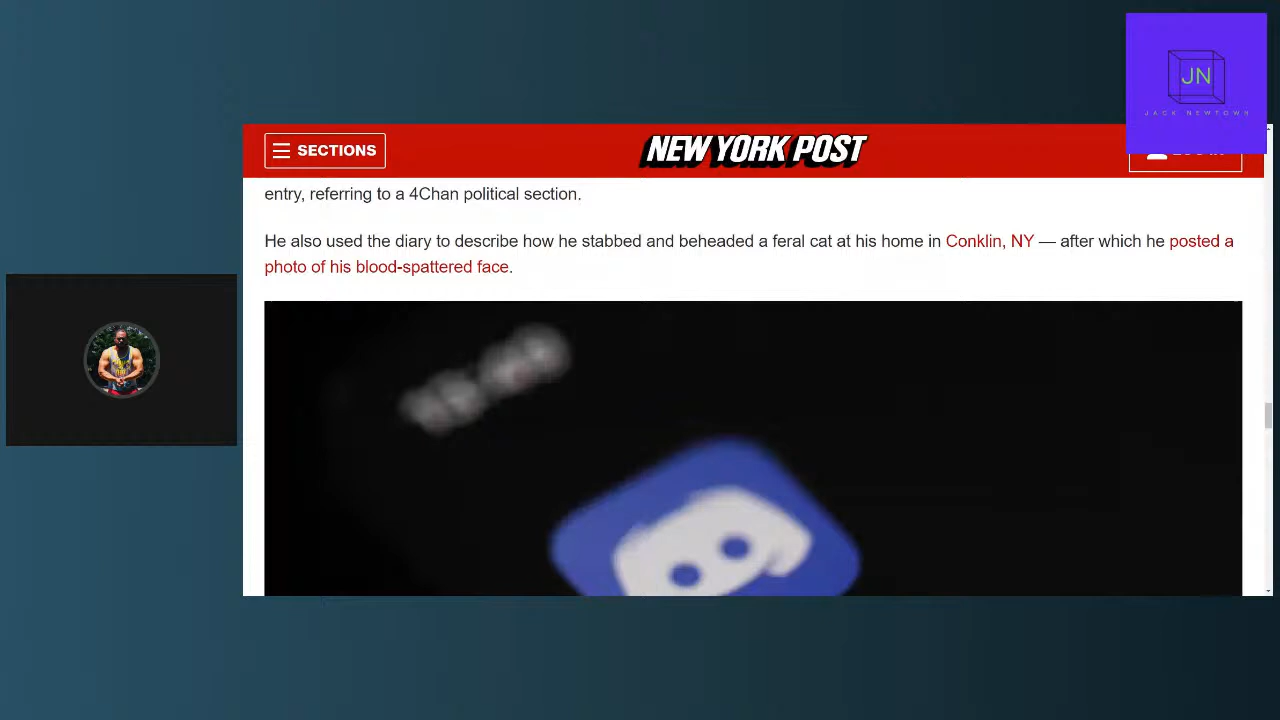 JN
JACK NEWTOWN
SECTIONS
NEW YORK POST
entry, referring to a 4Chan political section.
He also used the diary to describe how he stabbed and beheaded a feral cat at his home in Conklin, NY — after which he posted a
photo of his blood-spattered face.